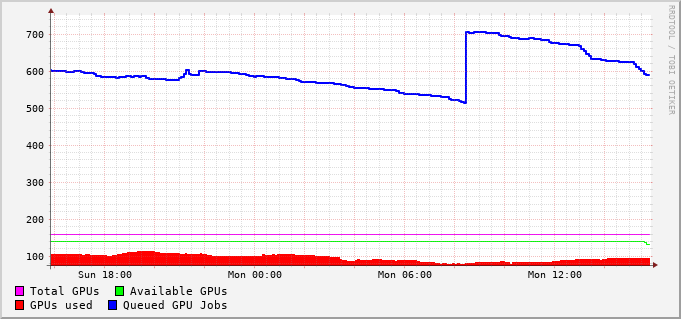 700
600
500
400
300
200
100
Sun 18:00 Mon 00:00 Mon 06:00 Mon 12:00
Total GPUs Available GPUs
GPUs used Queued GPU Jobs
RRDTOOL / TOBI OETIKER